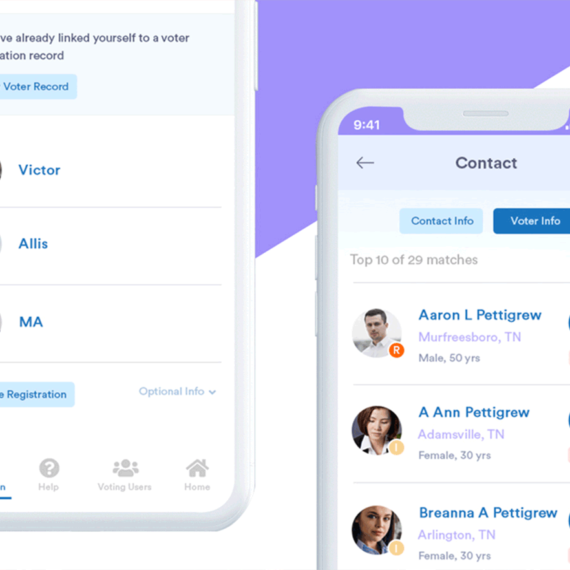 ve already linked yourself to a voter
ation record
Voter Record
Victor
Allis
MA
e Registration
Optional Info
n
Help
Voting Users
Home
9:41
Contact
Contact Info
Voter Info
Top 10 of 29 matches
Aaron L Pettigrew
Murfreesboro, TN
R
Male, 50 yrs
A Ann Pettigrew
Adamsville, TN
I
Female, 30 yrs
Breanna A Pettigrew
Arlington, TN
I
Female, 30 yrs